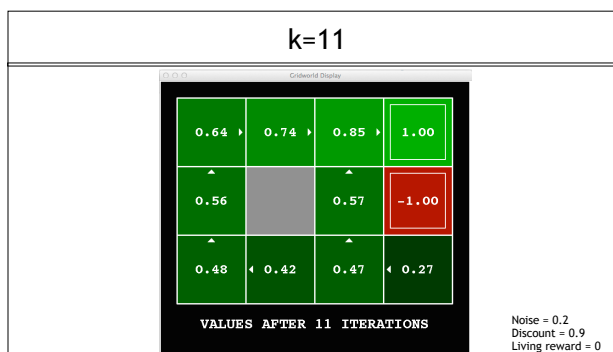 k=11
Gridworld Display
0.64 0.74 0.85 1.00
0.56 0.57 -1.00
0.48 0.42 0.47 0.27
VALUES AFTER 11 ITERATIONS
Noise = 0.2
Discount = 0.9
Living reward = 0